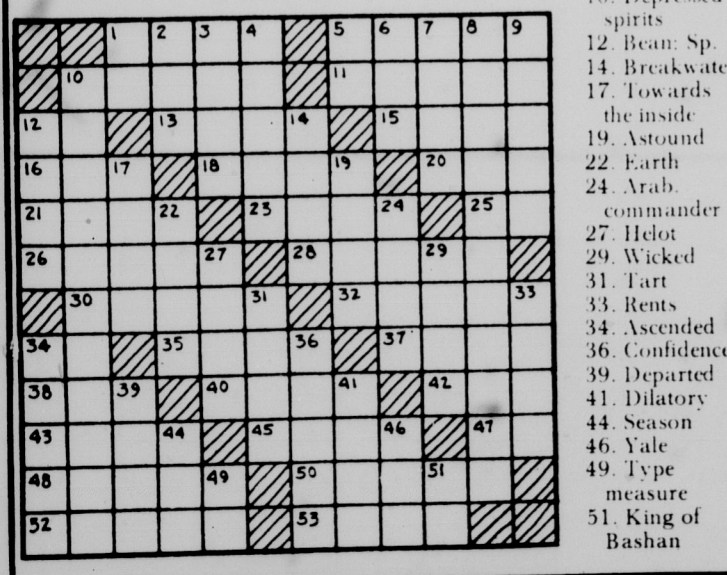 1 2 3 4 5 6 7 8 9
10 11
12 13 14 15
16 17 18 19 20
21 22 23 24 25
26 27 28 29
30 31 32 33
34 35 36 37
38 39 40 41 42
43 44 45 46 47
48 49 50 51
52 53
spirits
12. Bean: Sp.
14. Breakwate
17. Towards
the inside
19. Astound
22. Earth
24. Arab.
commander
27. Helot
29. Wicked
31. Tart
33. Rents
34. Ascended
36. Confidence
39. Departed
41. Dilatory
44. Season
46. Yale
49. Type
measure
51. King of
Bashan